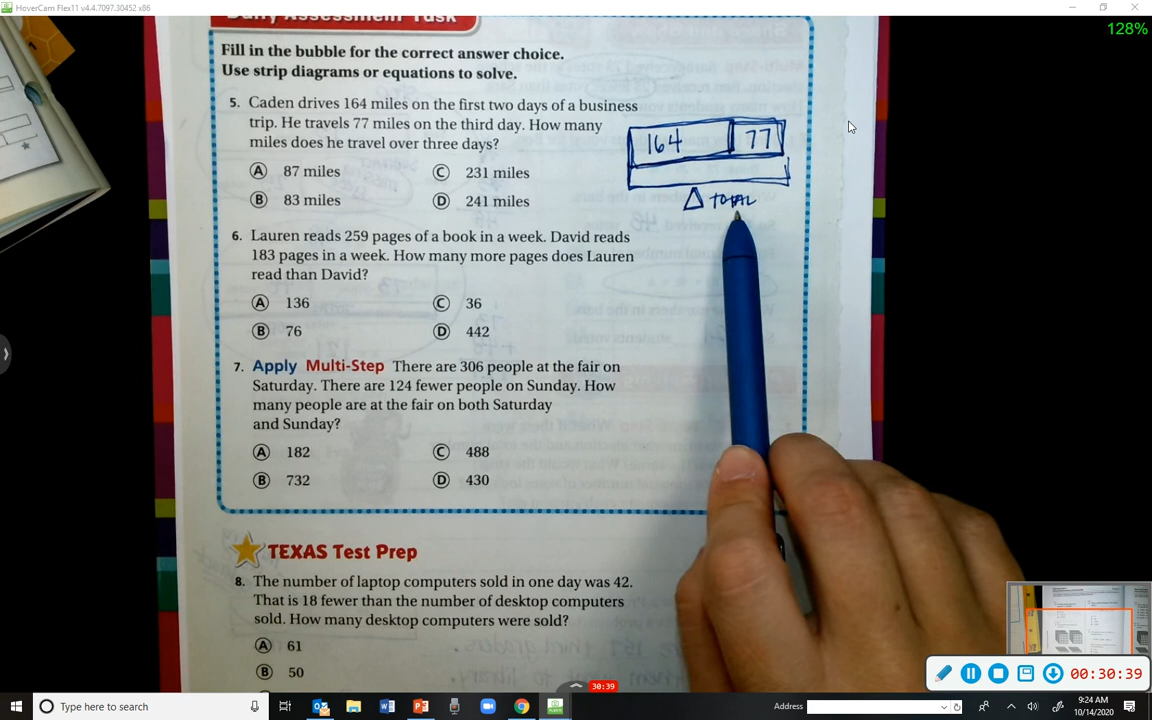 HoverCam Flex11 v4.4.7097.30452 x86
128%
Daily Assessment Task
Fill in the bubble for the correct answer choice.
Use strip diagrams or equations to solve.
5. Caden drives 164 miles on the first two days of a business
trip. He travels 77 miles on the third day. How many
miles does he travel over three days?
A 87 miles
C 231 miles
B 83 miles
D 241 miles
164 77
Δ TOTAL
6. Lauren reads 259 pages of a book in a week. David reads
183 pages in a week. How many more pages does Lauren
read than David?
A 136
C 36
B 76
D 442
7. Apply Multi-Step There are 306 people at the fair on
Saturday. There are 124 fewer people on Sunday. How
many people are at the fair on both Saturday
and Sunday?
A 182
C 488
B 732
D 430
TEXAS Test Prep
8. The number of laptop computers sold in one day was 42.
That is 18 fewer than the number of desktop computers
sold. How many desktop computers were sold?
A 61
B 50
00:30:39
30:39
Type here to search
Address
9:24 AM
10/14/2020